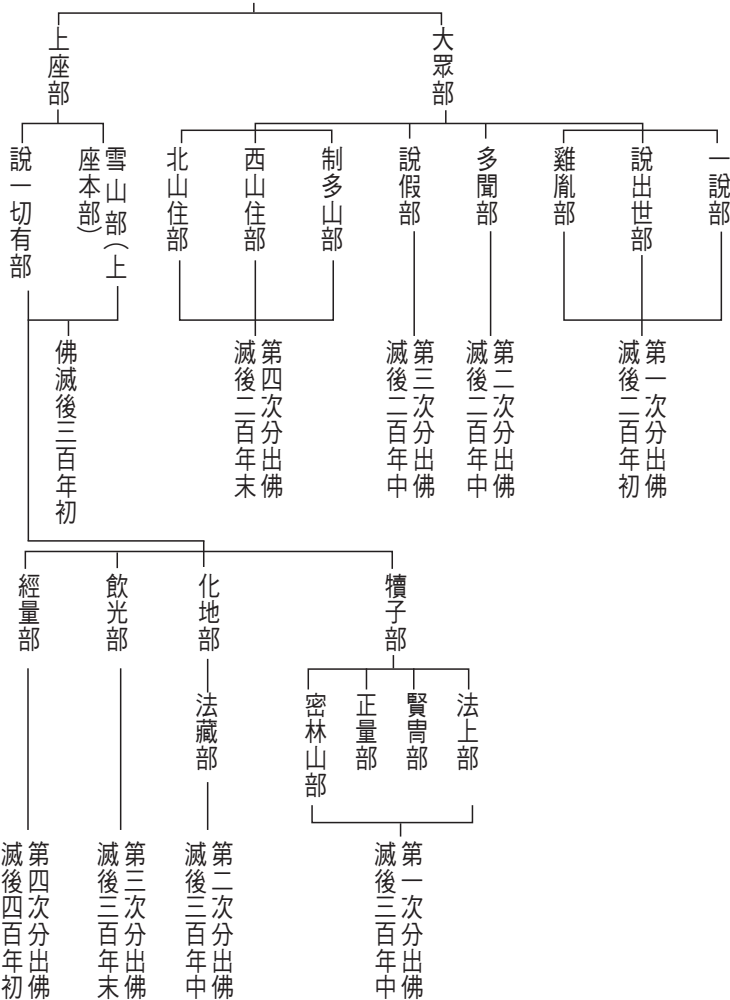 大眾部
上座部
一說部
說出世部
雞胤部
多聞部
說假部
制多山部
西山住部
北山住部
雪山部（上
座本部）
說一切有部
第一次分出佛
滅後二百年初
第二次分出佛
滅後二百年中
第三次分出佛
滅後二百年中
第四次分出佛
滅後二百年末
佛滅後三百年初
犢子部
化地部
飲光部
經量部
法上部
賢冑部
正量部
密林山部
法藏部
第一次分出佛
滅後三百年中
第二次分出佛
滅後三百年中
第三次分出佛
滅後三百年末
第四次分出佛
滅後四百年初